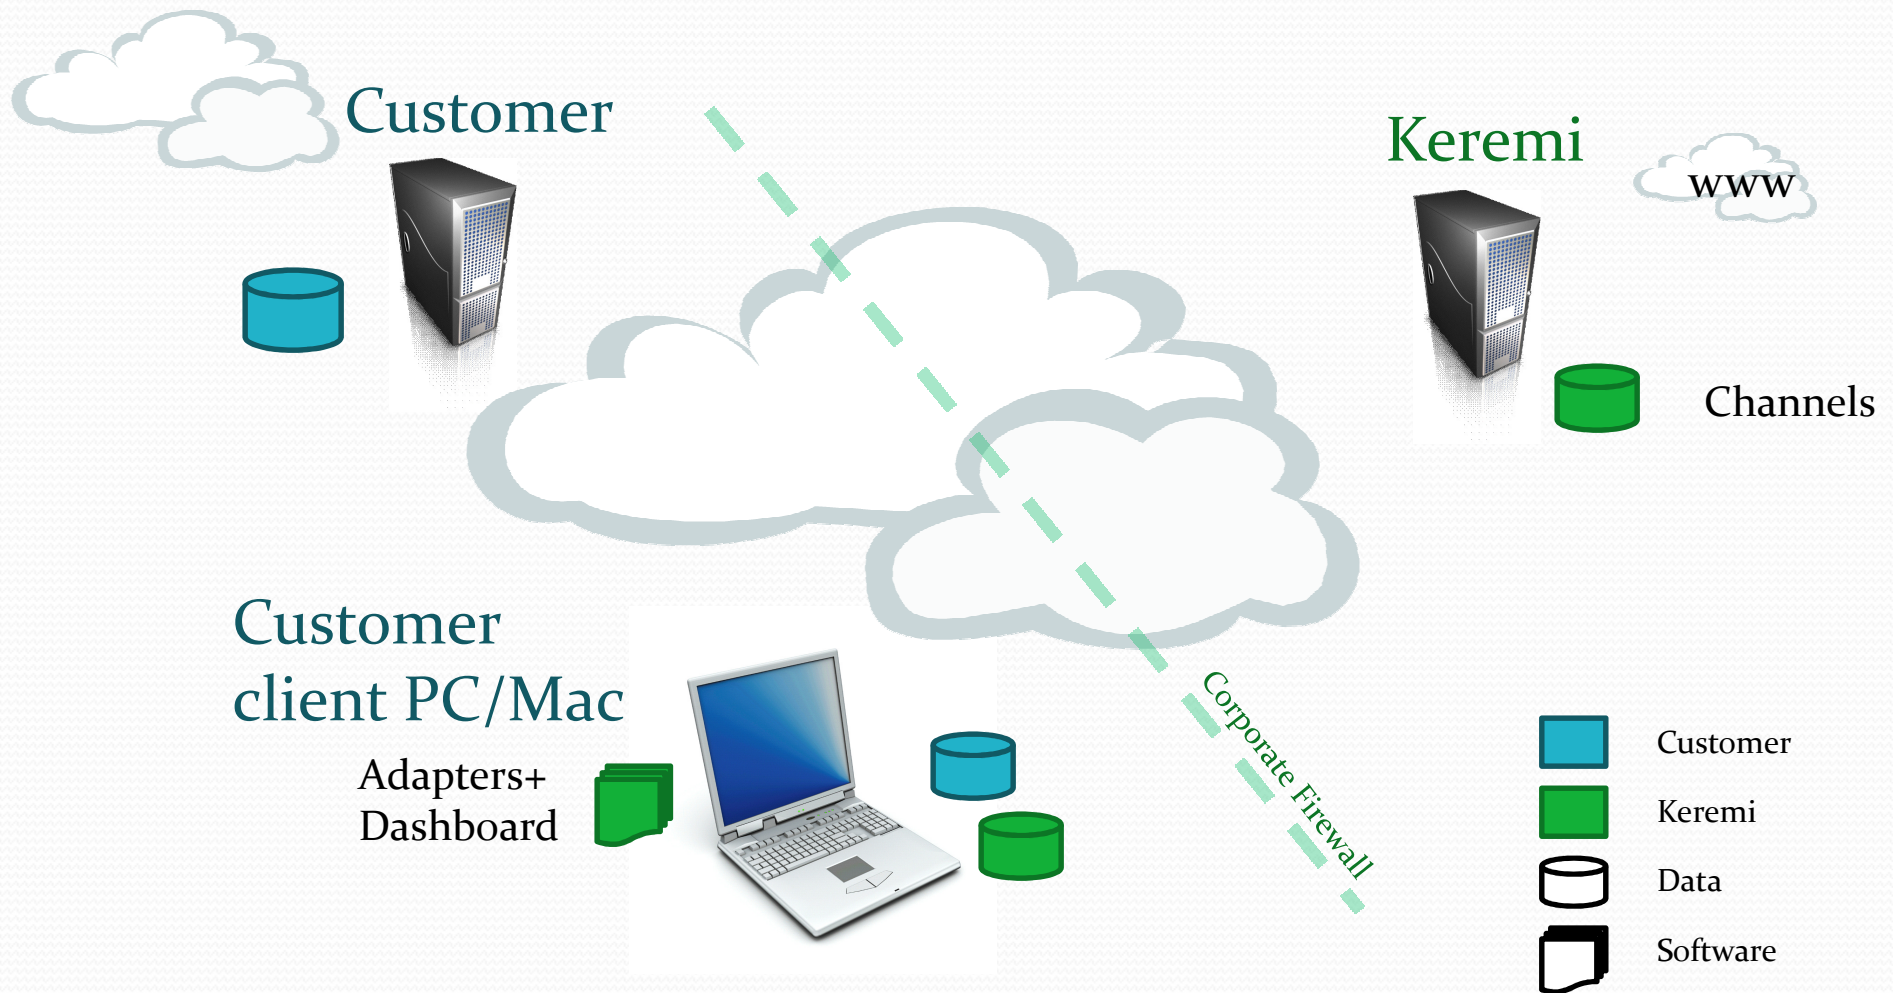 Customer
Keremi
www
Channels
Customer
client PC/Mac
Adapters+
Dashboard
Corporate Firewall
Customer
Keremi
Data
Software